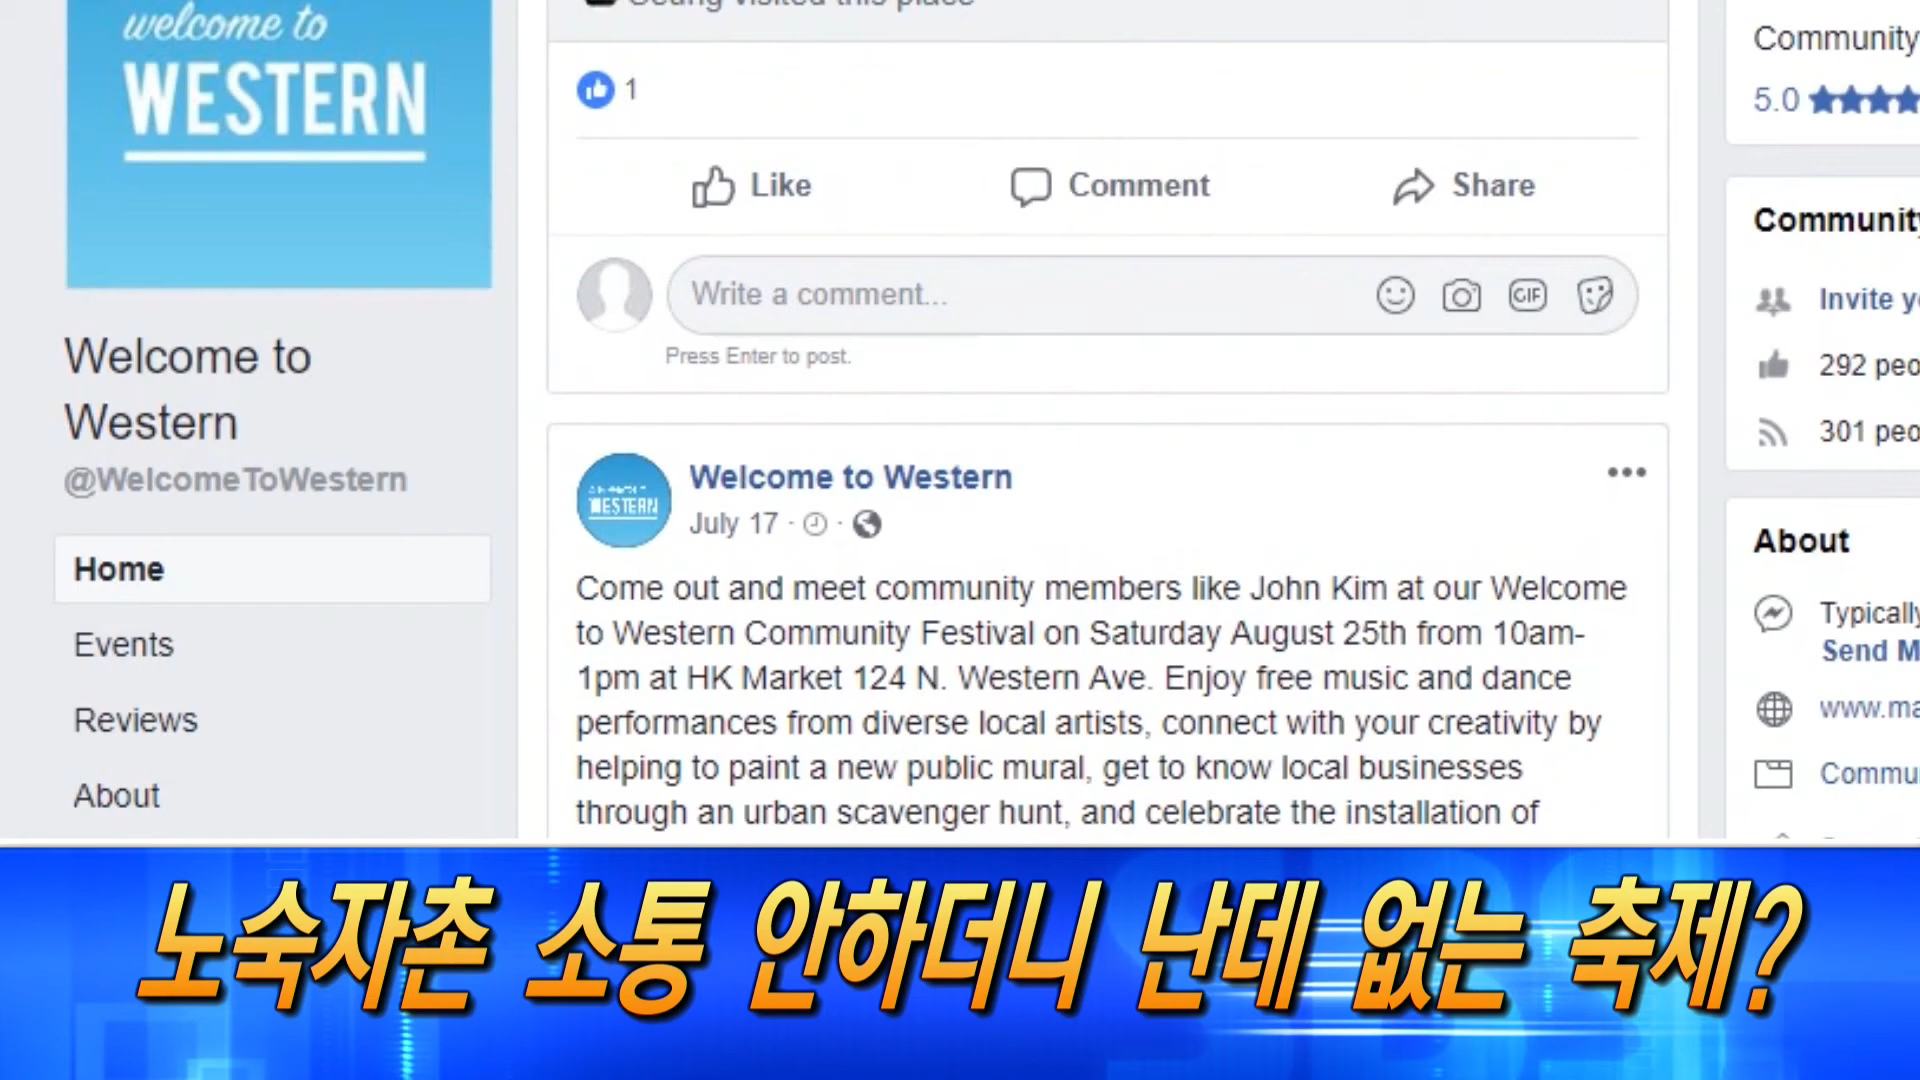 welcome to
WESTERN
Welcome to
Western
@WelcomeToWestern
Home
Events
Reviews
About
visited this place
1
Like
Comment
Share
Write a comment...
GIF
Press Enter to post.
WESTERN
Welcome to Western
July 17
Come out and meet community members like John Kim at our Welcome
to Western Community Festival on Saturday August 25th from 10am-
1pm at HK Market 124 N. Western Ave. Enjoy free music and dance
performances from diverse local artists, connect with your creativity by
helping to paint a new public mural, get to know local businesses
through an urban scavenger hunt, and celebrate the installation of
Community
5.0
Community
Invite
292
301
About
Typically
Send
노숙자촌 소통 안하더니 난데 없는 축제?